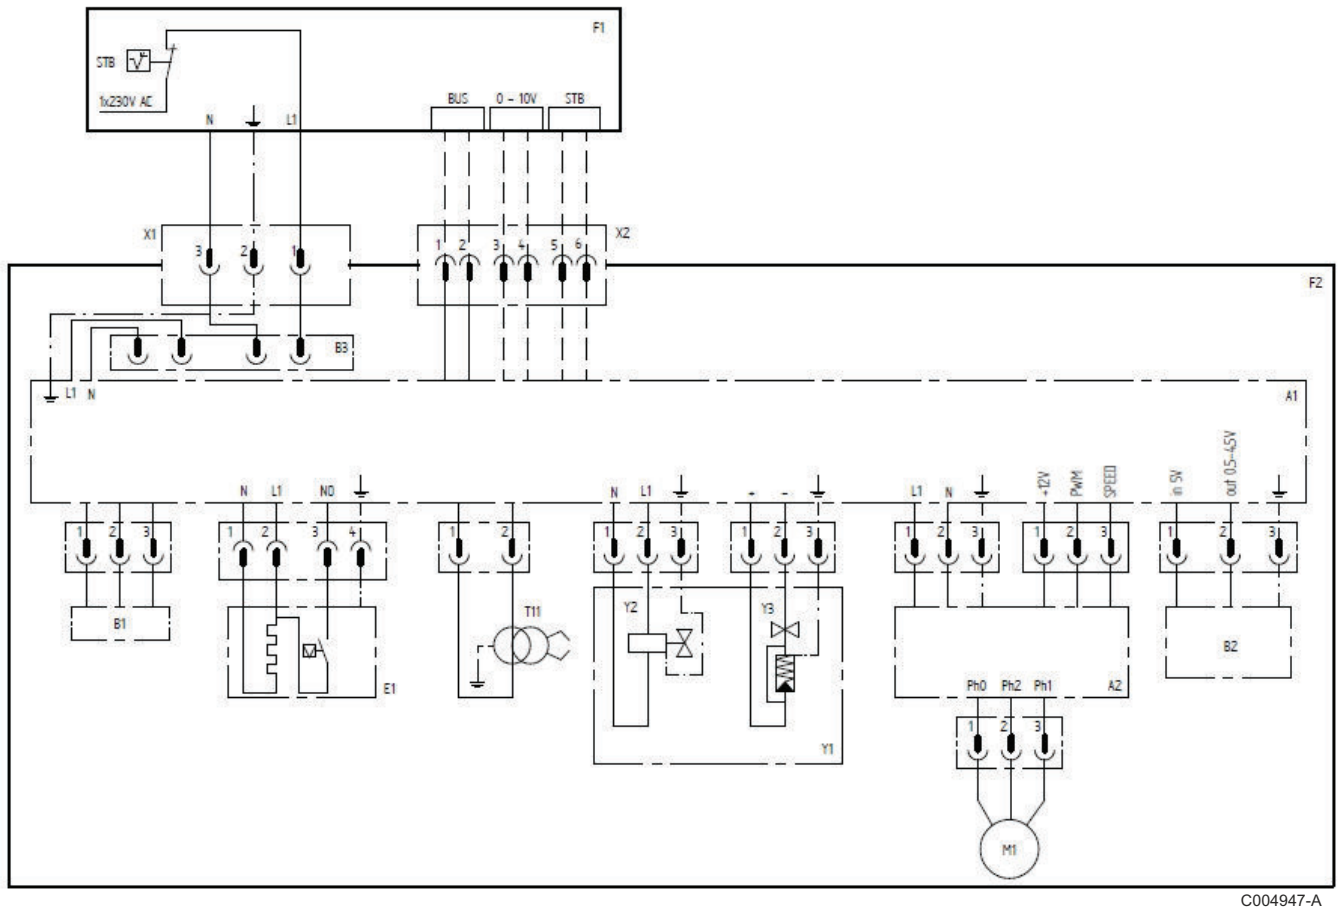 F1
STB
1x230V AC
BUS 0 - 10V STB
N L1
X1 3 2 1
1 2 3 4 5 6 X2
F2
B3
L1 N
A1
N L1 N0
N L1
+ -
L1 N
+12V PWM SPEED
in 5V out 0.5-4.5V
1 2 3
1 2 3 4
1 2
1 2 3
1 2 3
1 2 3
1 2 3
1 2 3
B1
E1
T11
Y2 Y3
Y1
B2
Ph0 Ph2 Ph1 A2
1 2 3
M1
C004947-A